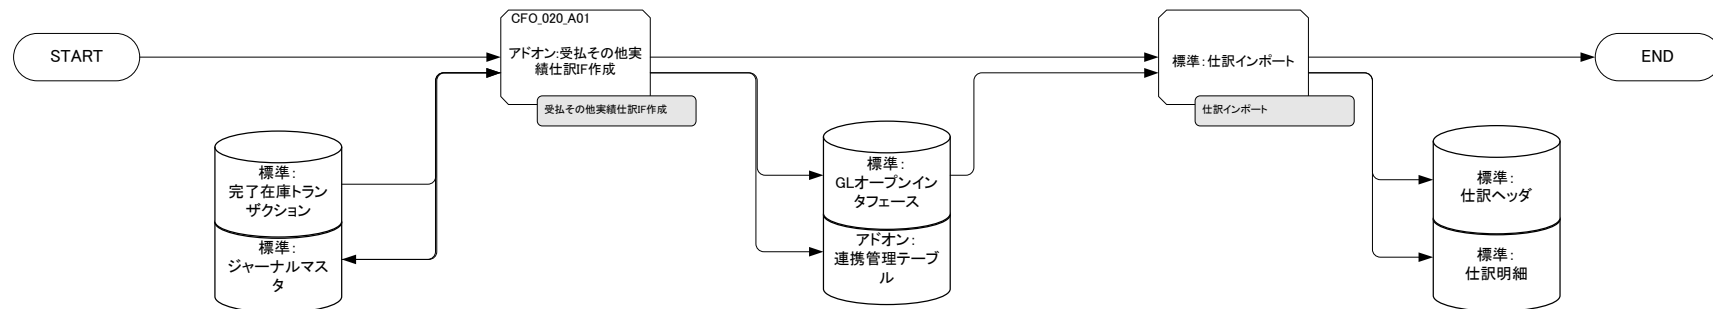 START
CFO_020_A01
アドオン:受払その他実
績仕訳IF作成
受払その他実績仕訳IF作成
標準:
完了在庫トラン
ザクション
標準:
ジャーナルマス
タ
標準:
GLオープンイン
タフェース
アドオン:
連携管理テーブ
ル
標準:仕訳インポート
仕訳インポート
標準:
仕訳ヘッダ
標準:
仕訳明細
END